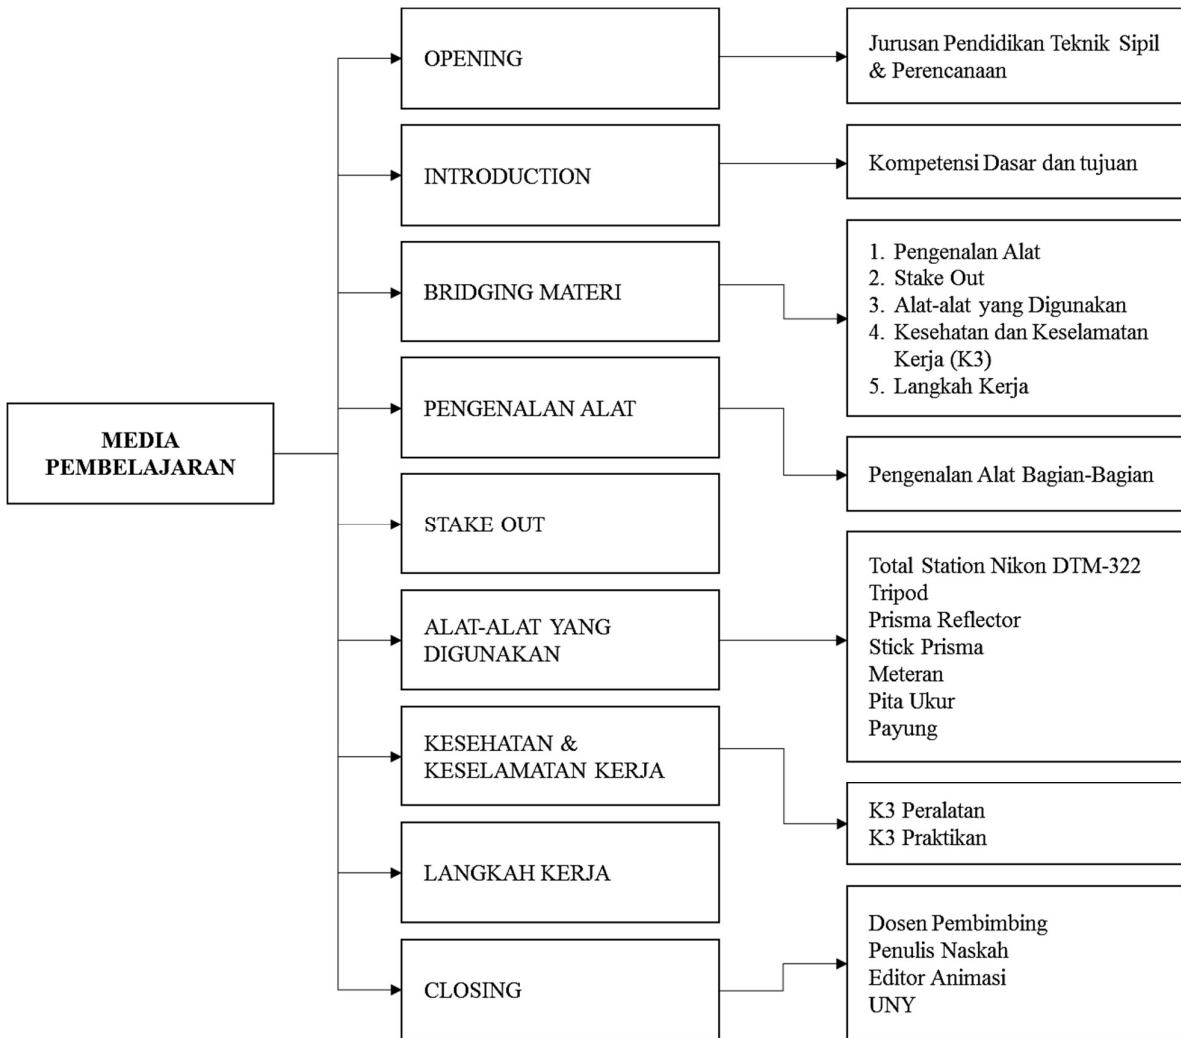 MEDIA
PEMBELAJARAN
OPENING
Jurusan Pendidikan Teknik Sipil
& Perencanaan
INTRODUCTION
Kompetensi Dasar dan tujuan
BRIDGING MATERI
1. Pengenalan Alat
2. Stake Out
3. Alat-alat yang Digunakan
4. Kesehatan dan Keselamatan
Kerja (K3)
5. Langkah Kerja
PENGENALAN ALAT
Pengenalan Alat Bagian-Bagian
STAKE OUT
ALAT-ALAT YANG
DIGUNAKAN
Total Station Nikon DTM-322
Tripod
Prisma Reflector
Stick Prisma
Meteran
Pita Ukur
Payung
KESEHATAN &
KESELAMATAN KERJA
K3 Peralatan
K3 Praktikan
LANGKAH KERJA
CLOSING
Dosen Pembimbing
Penulis Naskah
Editor Animasi
UNY